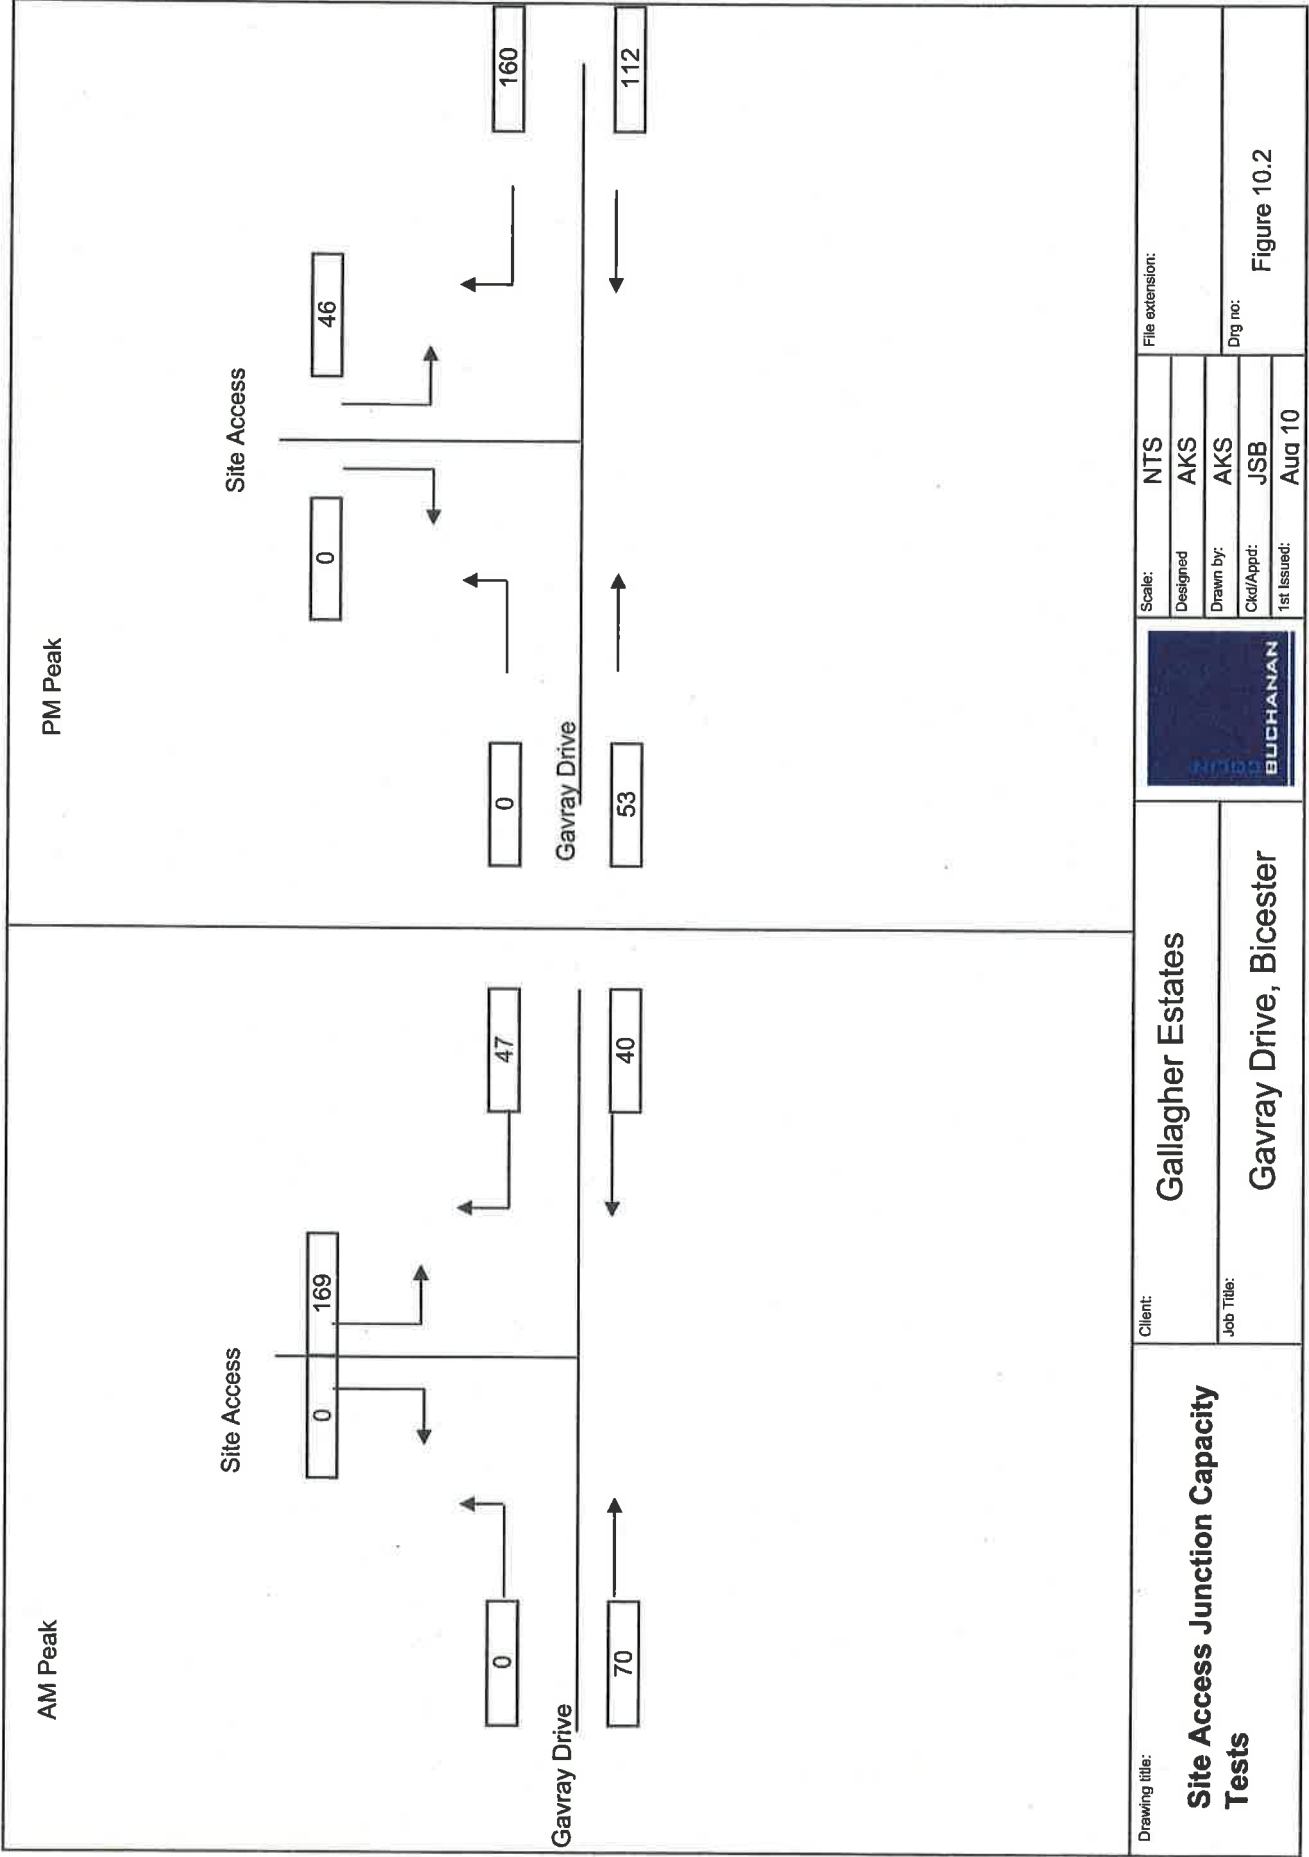 AM Peak
Site Access
0
169
0
47
Gavray Drive
70
40
PM Peak
Site Access
0
46
0
160
Gavray Drive
53
112
Drawing title:
Site Access Junction Capacity
Tests
Client:
Gallagher Estates
Job Title:
Gavray Drive, Bicester
COLIN
BUCHANAN
Scale: NTS
Designed AKS
Drawn by: AKS
Ckd/Appd: JSB
1st Issued: Aug 10
File extension:
Drg no:
Figure 10.2